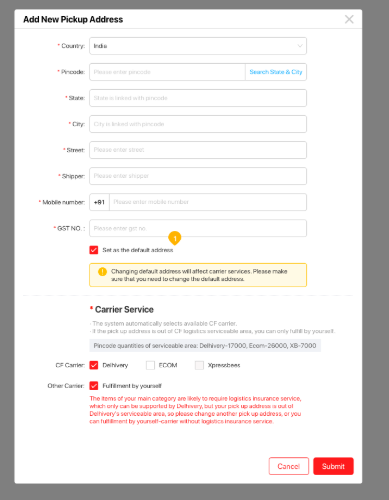 Add New Pickup Address
* Country: India
* Pincode: Please enter pincode Search State & City
* State: State is linked with pincode
* City: City is linked with pincode
* Street: Please enter street
* Shipper: Please enter shipper
* Mobile number: +91 Please enter mobile number
* GST NO. : Please enter gst no.
1
Set as the default address
Changing default address will affect carrier services. Please make
sure that you need to change the default address.
* Carrier Service
· The system automatically selects available CF carrier.
· If the pick up address is out of CF logistics serviceable area, you can only fulfill by yourself.
Pincode quantities of serviceable area: Delhivery-17000, Ecom-26000, XB-7000
CF Carrier: Delhivery ECOM Xpressbees
Other Carrier: Fulfillment by yourself
The items of your main category are likely to require logistics insurance service,
which only can be supported by Delhivery, but your pick up address is out of
Delhivery's serviceable area, so please change another pick up address, or you
can fulfillment by yourself-carrier without logistics insurance service.
Cancel Submit